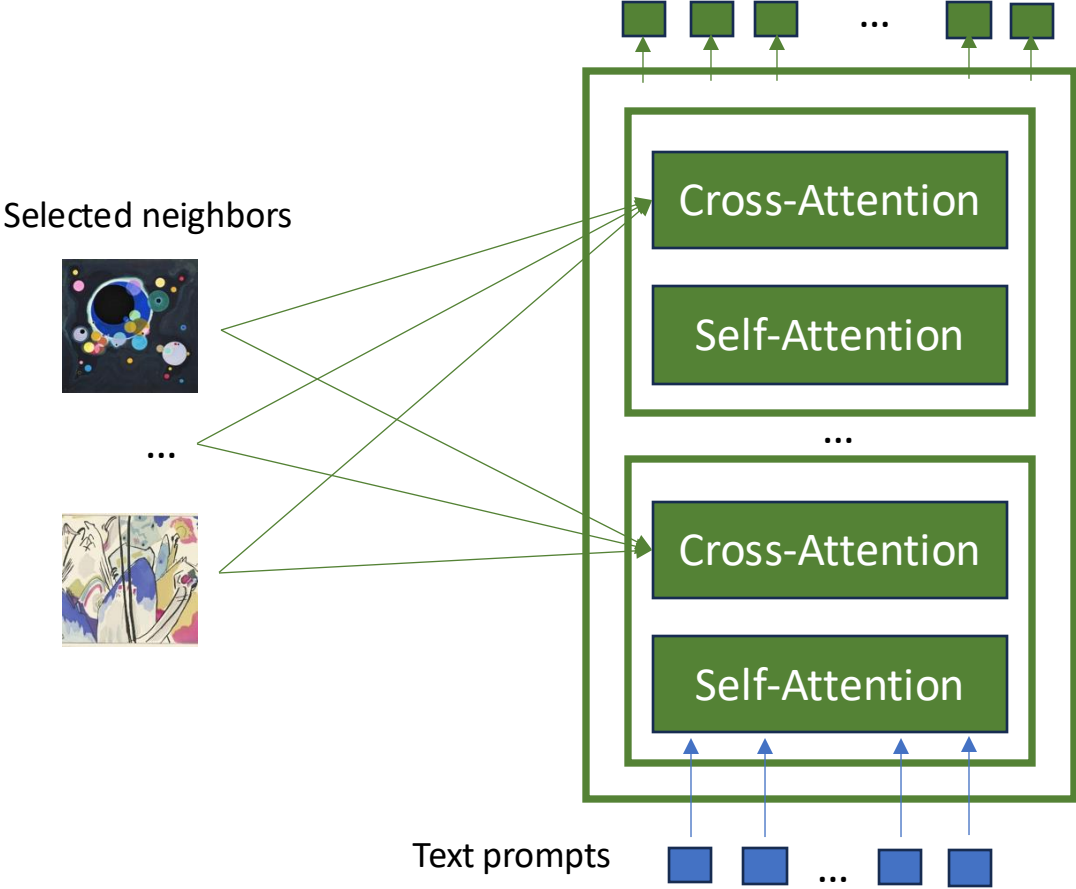 ...
Cross-Attention
Selected neighbors
Self-Attention
...
...
Cross-Attention
Self-Attention
Text prompts
...